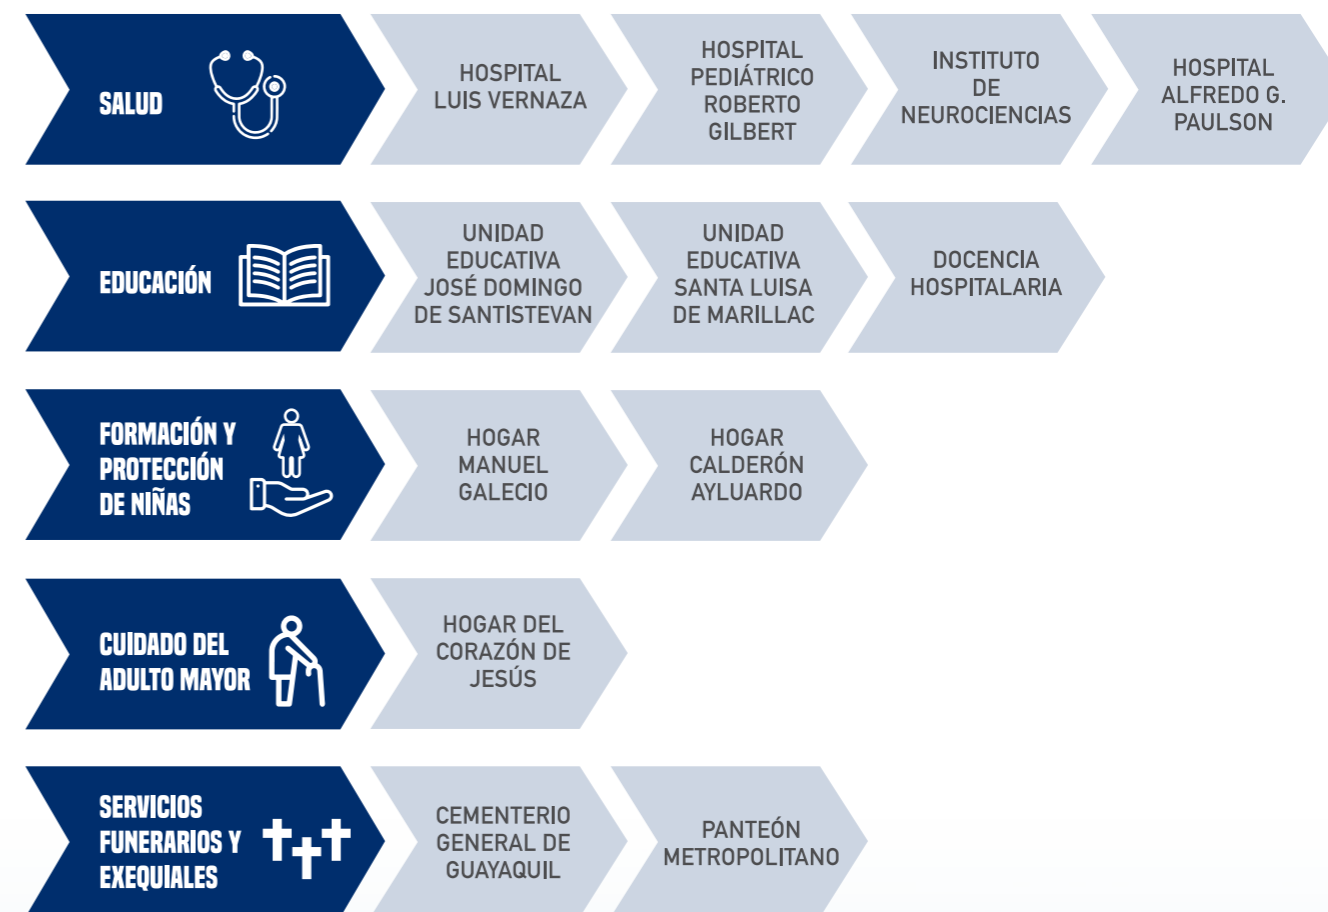 SALUD
HOSPITAL
LUIS VERNAZA
HOSPITAL
PEDIÁTRICO
ROBERTO
GILBERT
INSTITUTO
DE
NEUROCIENCIAS
HOSPITAL
ALFREDO G.
PAULSON
EDUCACIÓN
UNIDAD
EDUCATIVA
JOSÉ DOMINGO
DE SANTISTEVAN
UNIDAD
EDUCATIVA
SANTA LUISA
DE MARILLAC
DOCENCIA
HOSPITALARIA
FORMACIÓN Y
PROTECCIÓN
DE NIÑAS
HOGAR
MANUEL
GALECIO
HOGAR
CALDERÓN
AYLUARDO
CUIDADO DEL
ADULTO MAYOR
HOGAR DEL
CORAZÓN DE
JESÚS
SERVICIOS
FUNERARIOS Y
EXEQUIALES
CEMENTERIO
GENERAL DE
GUAYAQUIL
PANTEÓN
METROPOLITANO